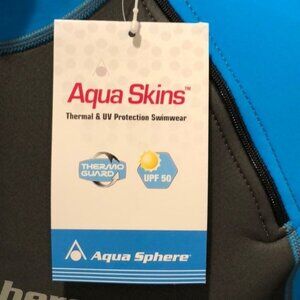 Aqua Skins™
Thermal & UV Protection Swimwear
THERMO
GUARD
UPF 50
Aqua Sphere